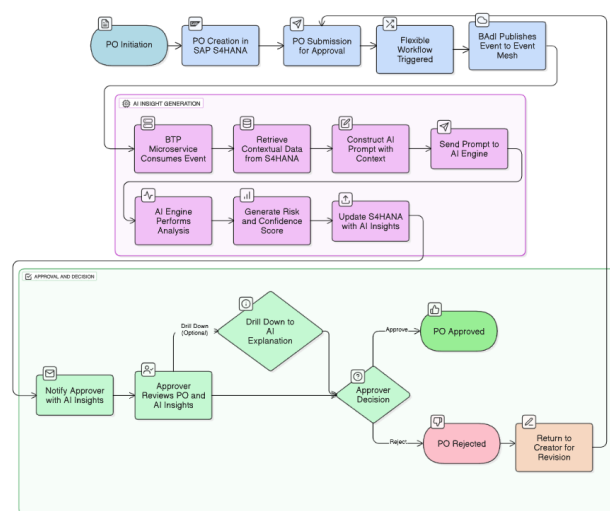 PO Initiation
PO Creation in
SAP S4HANA
PO Submission
for Approval
Flexible
Workflow
Triggered
BAdI Publishes
Event to Event
Mesh
AI INSIGHT GENERATION
BTP
Microservice
Consumes Event
Retrieve
Contextual Data
from S4HANA
Construct AI
Prompt with
Context
Send Prompt to
AI Engine
AI Engine
Performs
Analysis
Generate Risk
and Confidence
Score
Update S4HANA
with AI Insights
APPROVAL AND DECISION
Notify Approver
with AI Insights
Approver
Reviews PO and
AI Insights
Drill Down
(Optional)
Drill Down to
AI
Explanation
Approver
Decision
Approve
PO Approved
Reject
PO Rejected
Return to
Creator for
Revision